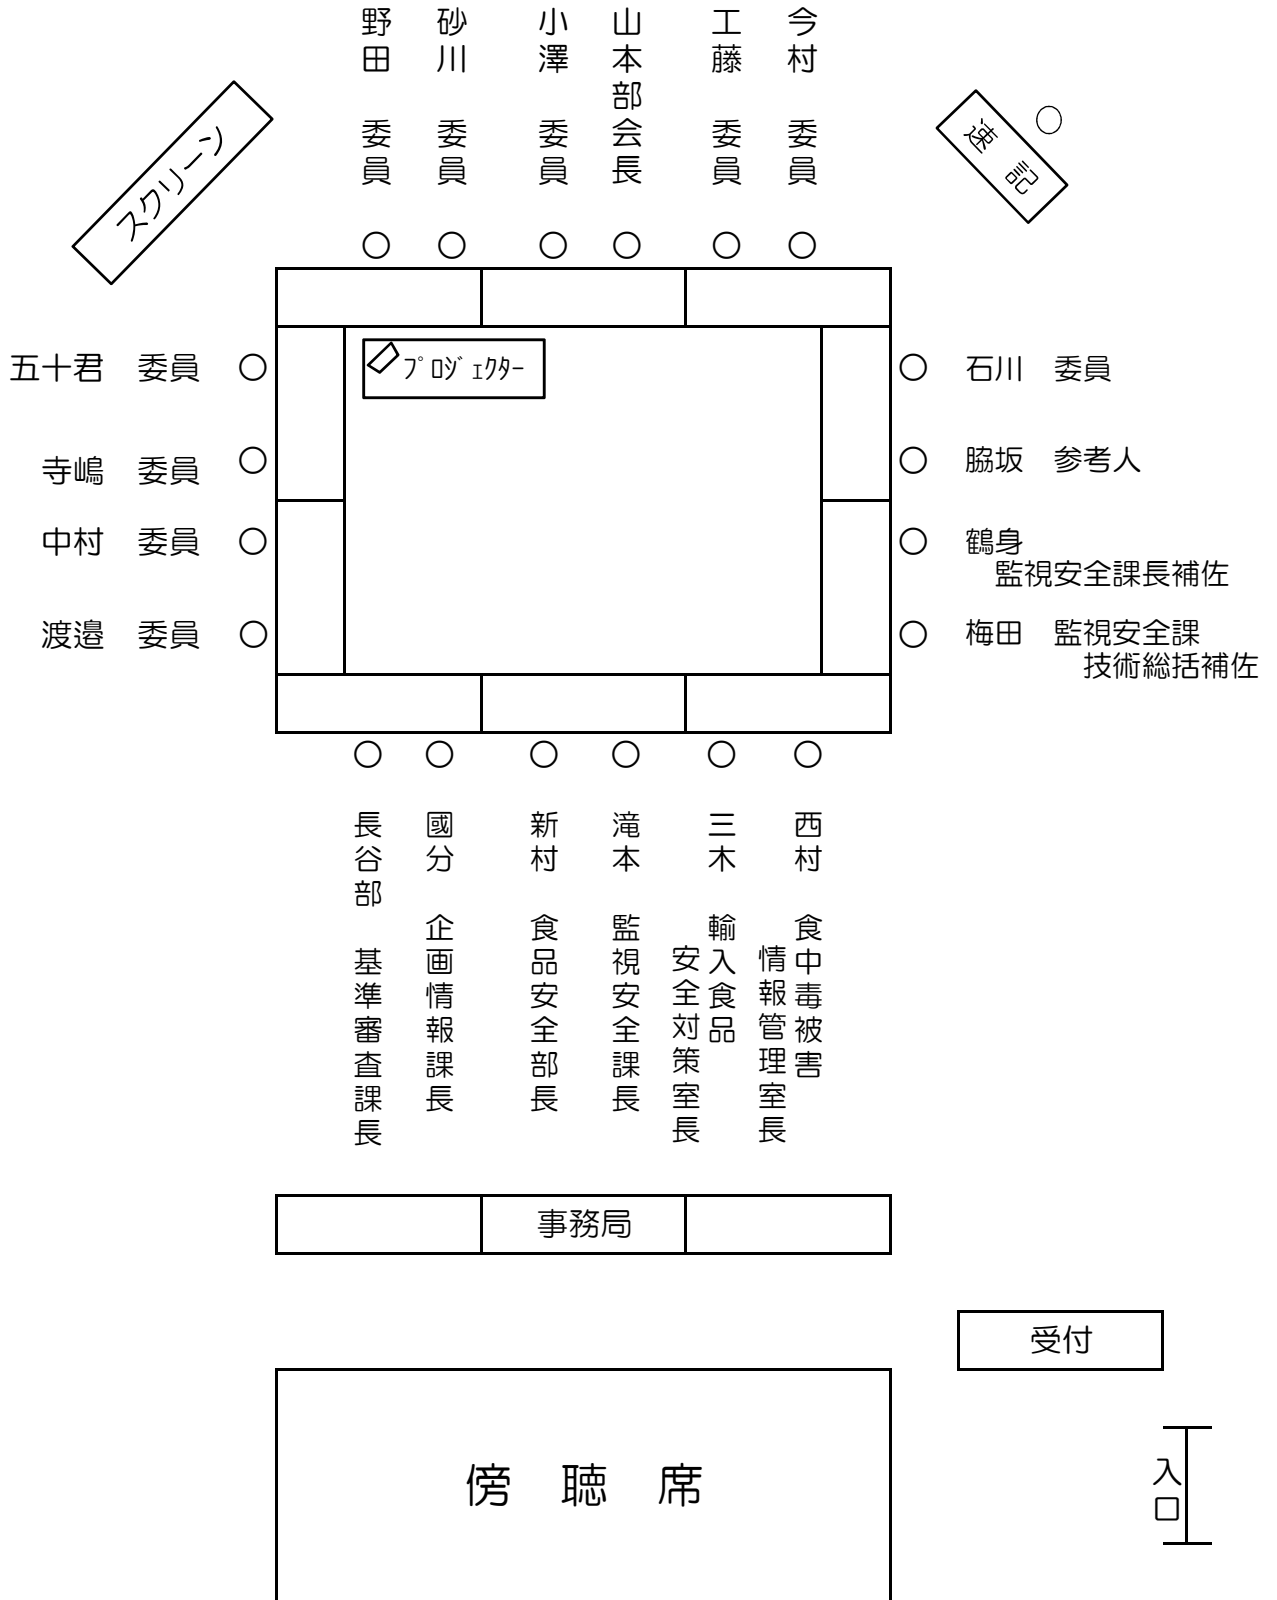 野田　委員
砂川　委員
小澤　委員
山本部会長
工藤　委員
今村　委員
スクリーン
速記
プロジェクター
五十君　委員
寺嶋　委員
中村　委員
渡邉　委員
石川　委員
脇坂　参考人
鶴身
監視安全課長補佐
梅田　監視安全課
技術総括補佐
長谷部　基準審査課長
國分　企画情報課長
新村　食品安全部長
滝本　監視安全課長
三木　輸入食品
安全対策室長
西村　食中毒被害
情報管理室長
事務局
受付
傍　聴　席
入口